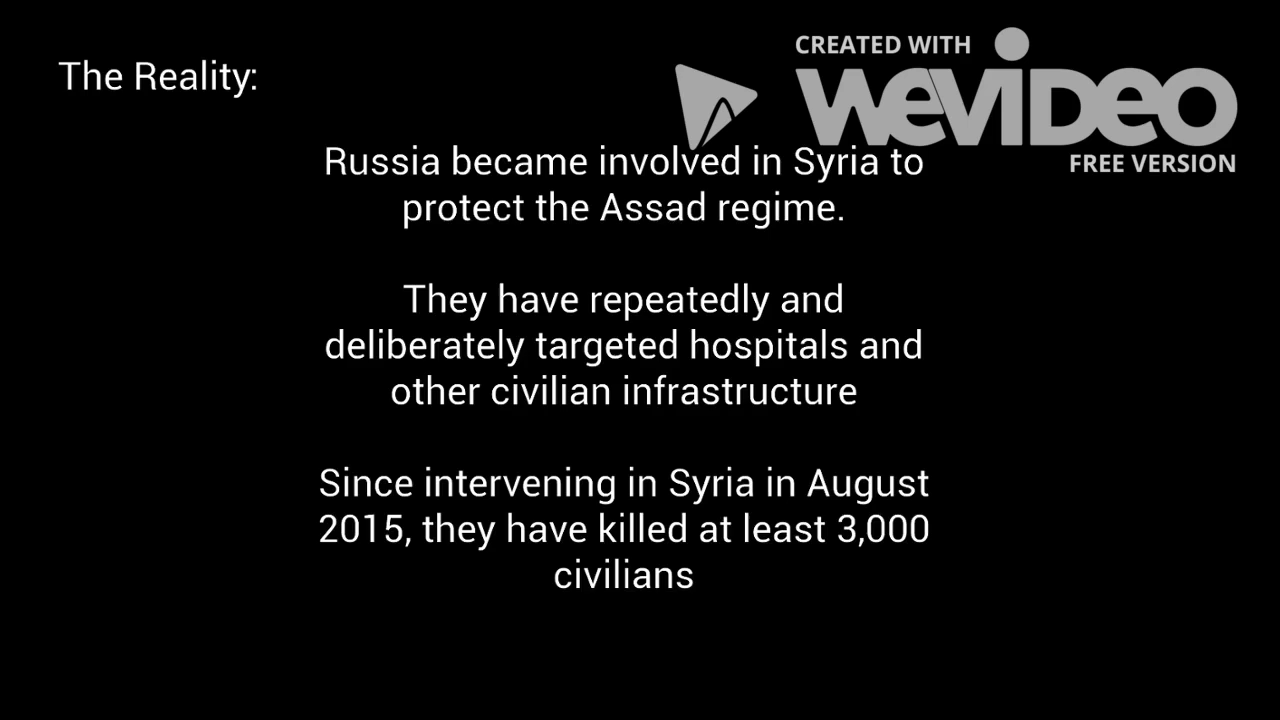 CREATED WITH
WEVIDEO
FREE VERSION
The Reality:
Russia became involved in Syria to
protect the Assad regime.
They have repeatedly and
deliberately targeted hospitals and
other civilian infrastructure
Since intervening in Syria in August
2015, they have killed at least 3,000
civilians